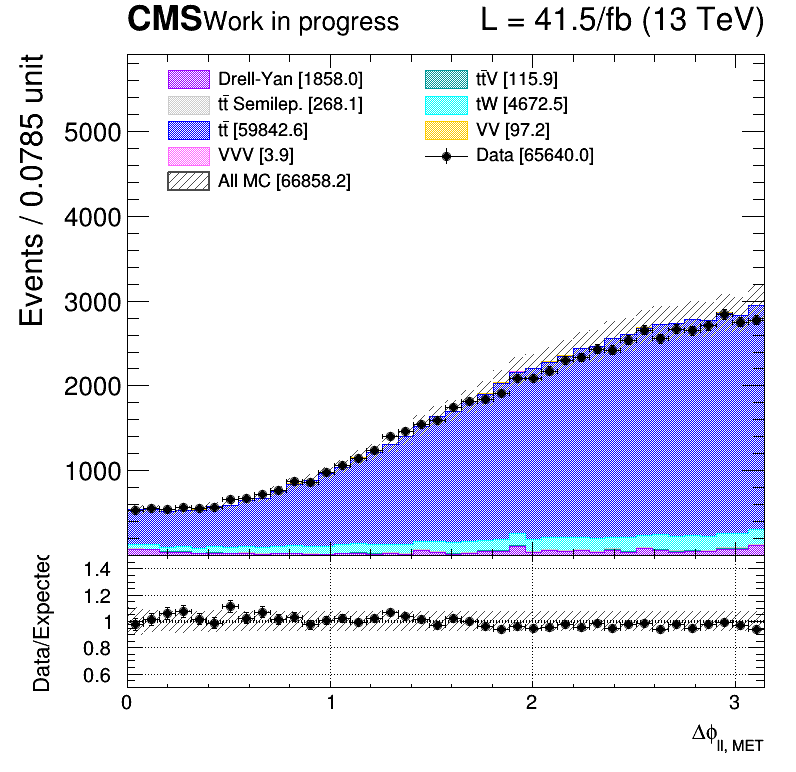 CMS Work in progress L = 41.5/fb (13 TeV)
Events / 0.0785 unit
Drell-Yan [1858.0]
tt̄ Semilep. [268.1]
tt̄ [59842.6]
VVV [3.9]
All MC [66858.2]
tt̄V [115.9]
tW [4672.5]
VV [97.2]
Data [65640.0]
5000
4000
3000
2000
1000
Data/Expected
1.4
1.2
1
0.8
0.6
0 1 2 3
Δϕll, MET